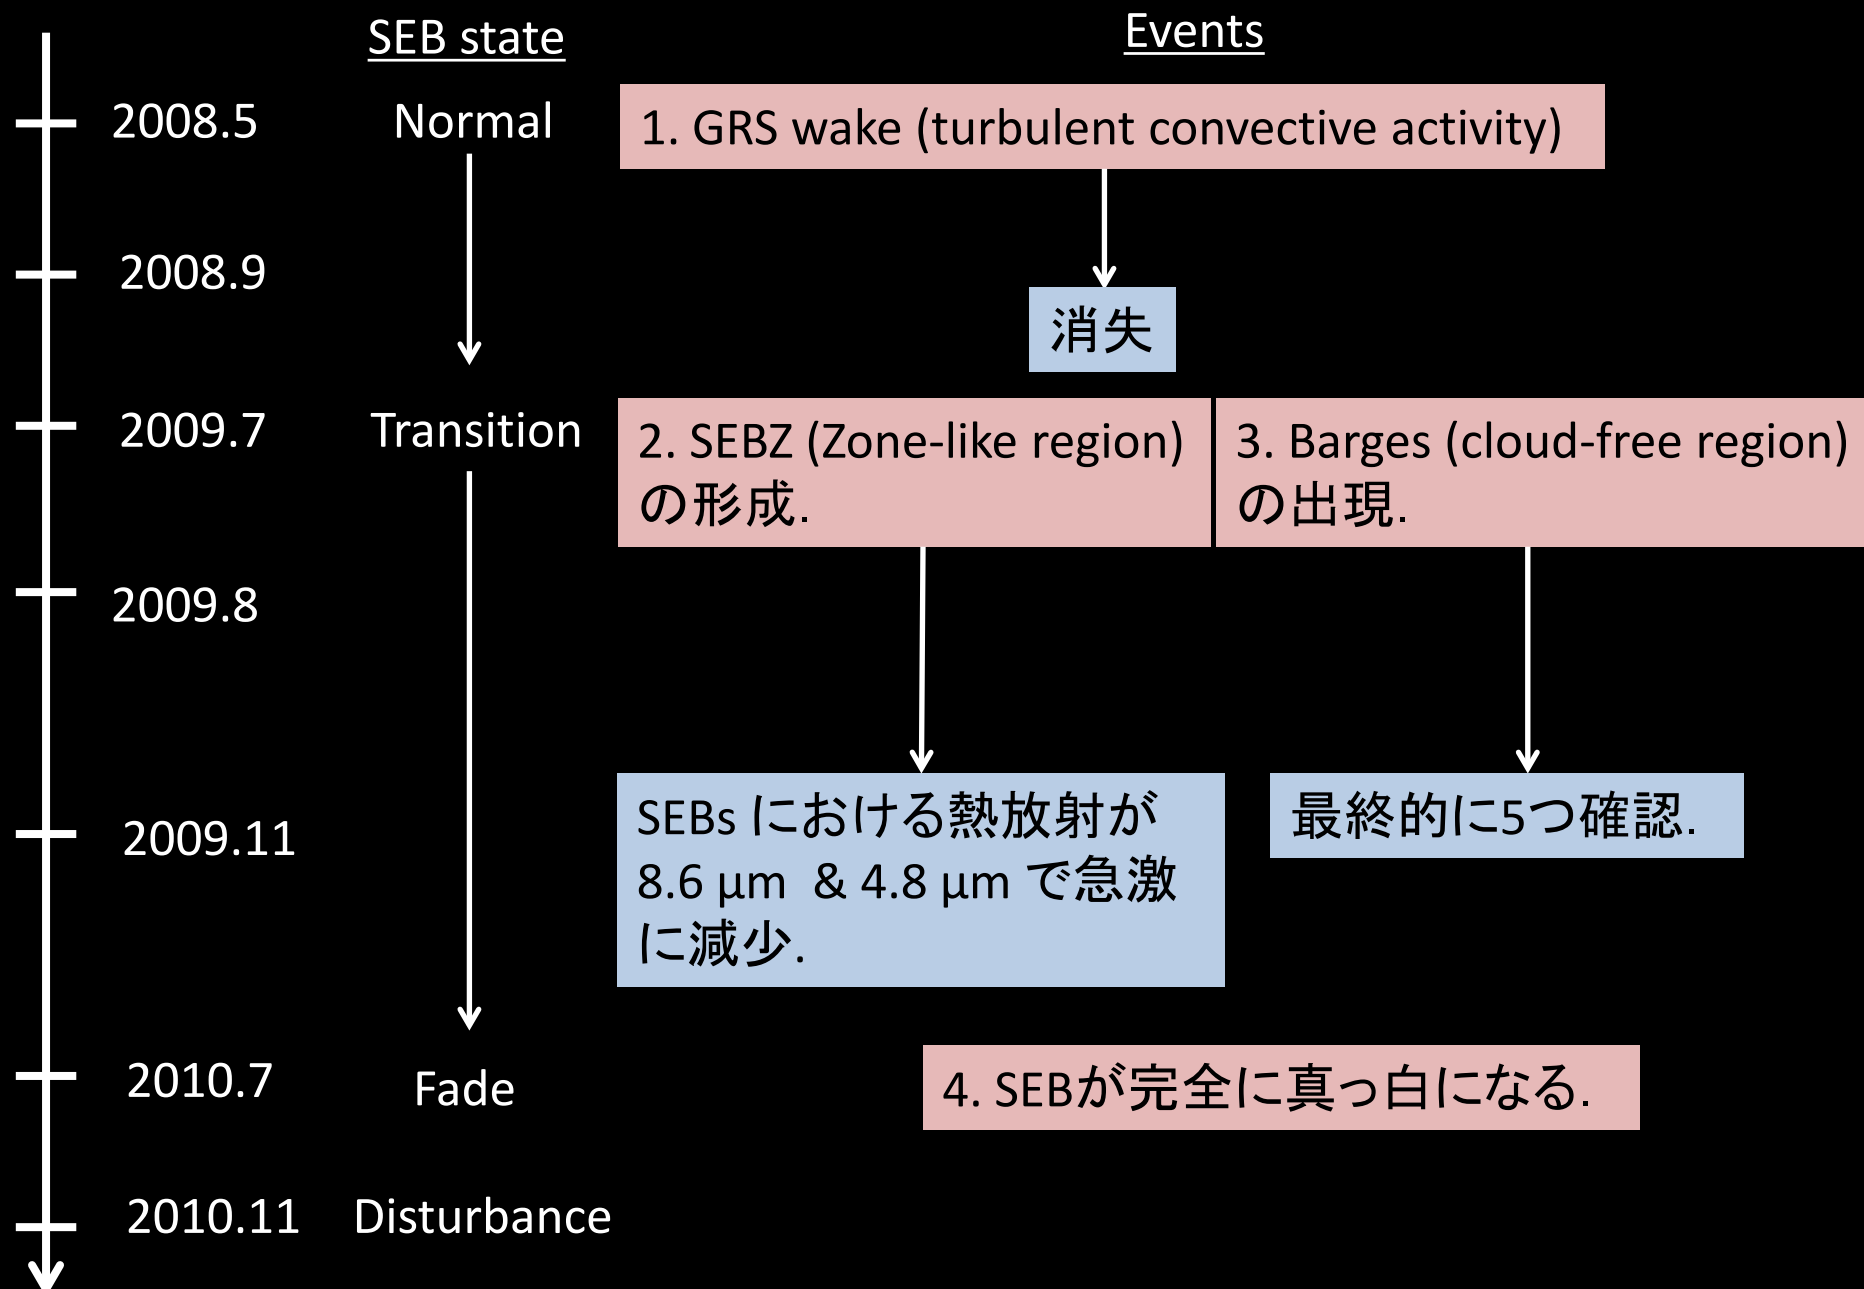 SEB state
Events
2008.5
Normal
1. GRS wake (turbulent convective activity)
2008.9
消失
2009.7
Transition
2. SEBZ (Zone-like region)
の形成.
3. Barges (cloud-free region)
の出現.
2009.8
2009.11
SEBs における熱放射が
8.6 μm & 4.8 μm で急激
に減少.
最終的に5つ確認.
2010.7
Fade
4. SEBが完全に真っ白になる.
2010.11
Disturbance